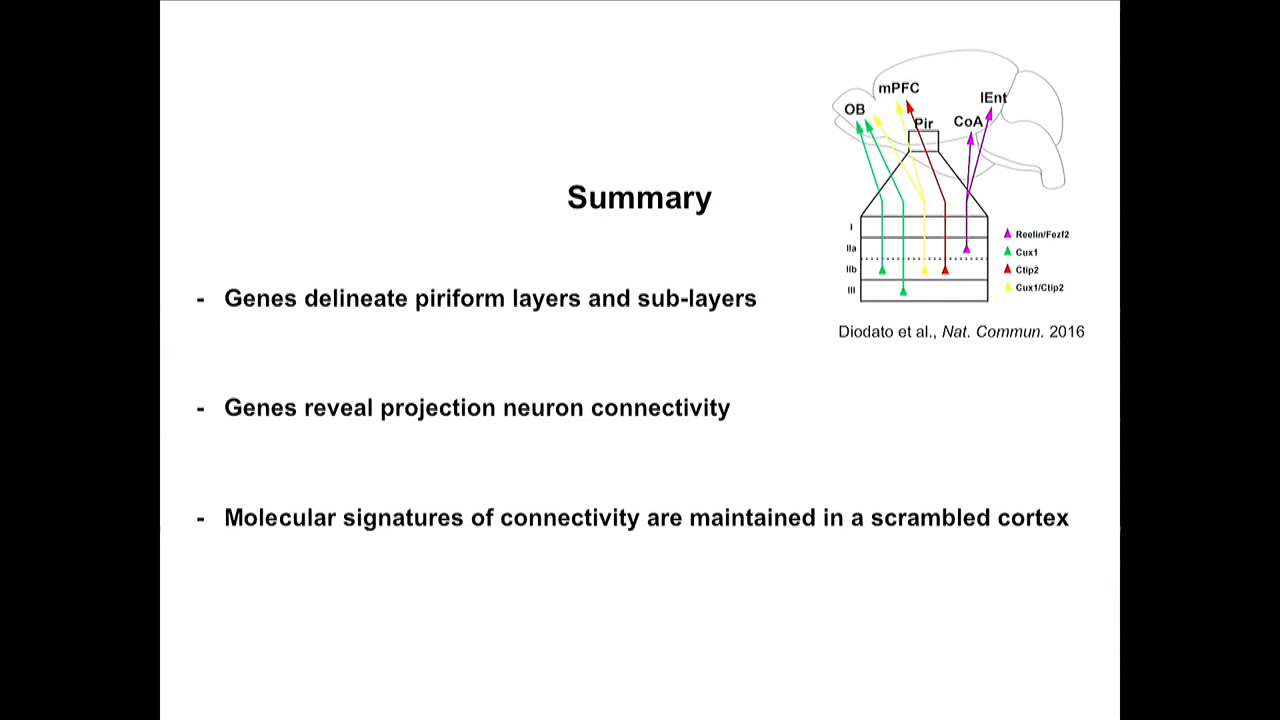 mPFC
lEnt
OB
Pir
CoA
Summary
I
IIa
IIb
III
Reelin/Fezf2
Cux1
Ctip2
Cux1/Ctip2
- Genes delineate piriform layers and sub-layers
Diodato et al., Nat. Commun. 2016
- Genes reveal projection neuron connectivity
- Molecular signatures of connectivity are maintained in a scrambled cortex